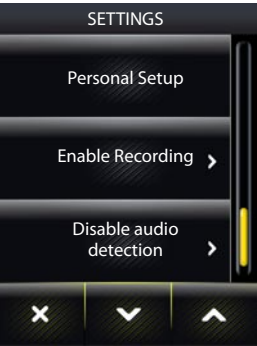 SETTINGS
Personal Setup
Enable Recording
Disable audio
detection